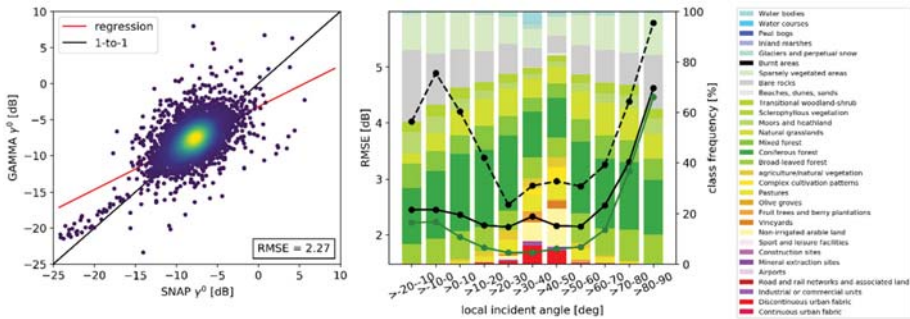 regression
1-to-1
GAMMA γ⁰ [dB]
10
5
0
−5
−10
−15
−20
−25
−25 −20 −15 −10 −5 0 5 10
SNAP γ⁰ [dB]
RMSE = 2.27
RMSE [dB]
5
4
3
2
>-20--10
>-10-0
>0-10
>10-20
>20-30
>30-40
>40-50
>50-60
>60-70
>70-80
>80-90
local incident angle [deg]
class frequency [%]
100
80
60
40
20
0
Water bodies
Water courses
Peat bogs
Inland marshes
Glaciers and perpetual snow
Burnt areas
Sparsely vegetated areas
Bare rocks
Beaches, dunes, sands
Transitional woodland-shrub
Sclerophyllous vegetation
Moors and heathland
Natural grasslands
Mixed forest
Coniferous forest
Broad-leaved forest
agriculture/natural vegetation
Complex cultivation patterns
Pastures
Olive groves
Fruit trees and berry plantations
Vineyards
Non-irrigated arable land
Sport and leisure facilities
Construction sites
Mineral extraction sites
Airports
Road and rail networks and associated land
Industrial or commercial units
Discontinuous urban fabric
Continuous urban fabric